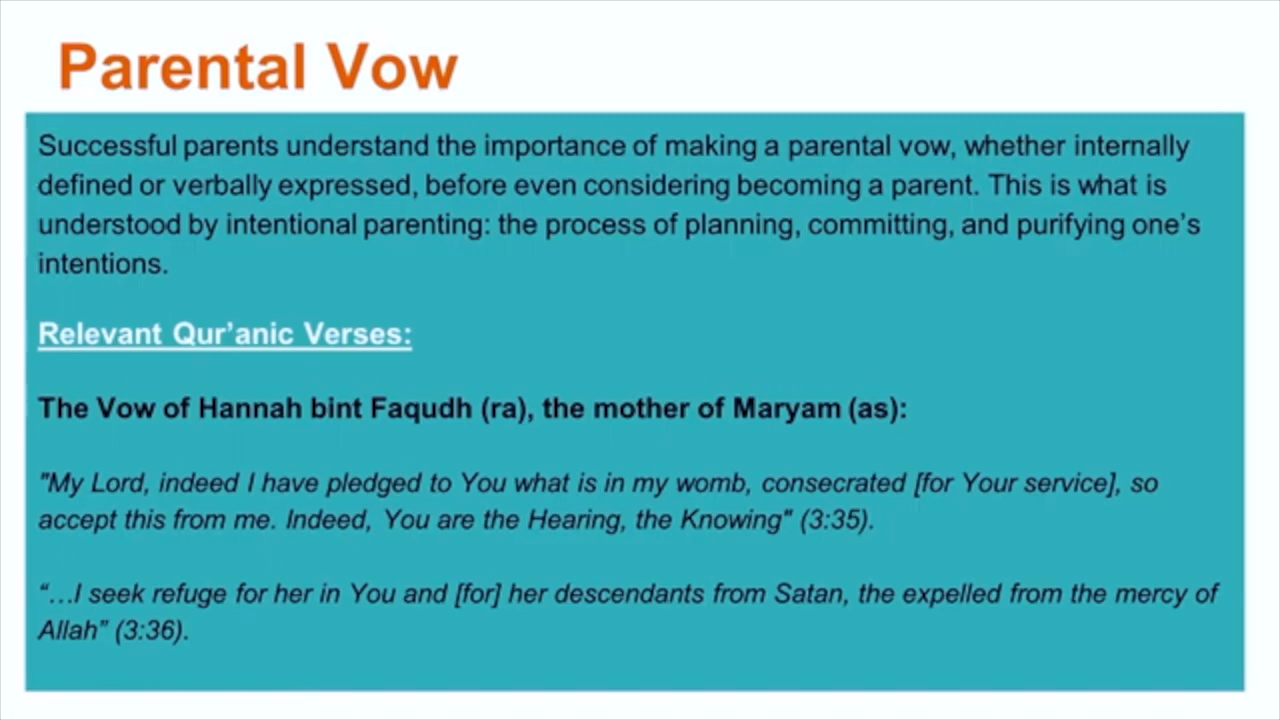 Parental Vow
Successful parents understand the importance of making a parental vow, whether internally
defined or verbally expressed, before even considering becoming a parent. This is what is
understood by intentional parenting: the process of planning, committing, and purifying one’s
intentions.
Relevant Qur’anic Verses:
The Vow of Hannah bint Faqudh (ra), the mother of Maryam (as):
"My Lord, indeed I have pledged to You what is in my womb, consecrated [for Your service], so
accept this from me. Indeed, You are the Hearing, the Knowing" (3:35).
“…I seek refuge for her in You and [for] her descendants from Satan, the expelled from the mercy of
Allah” (3:36).